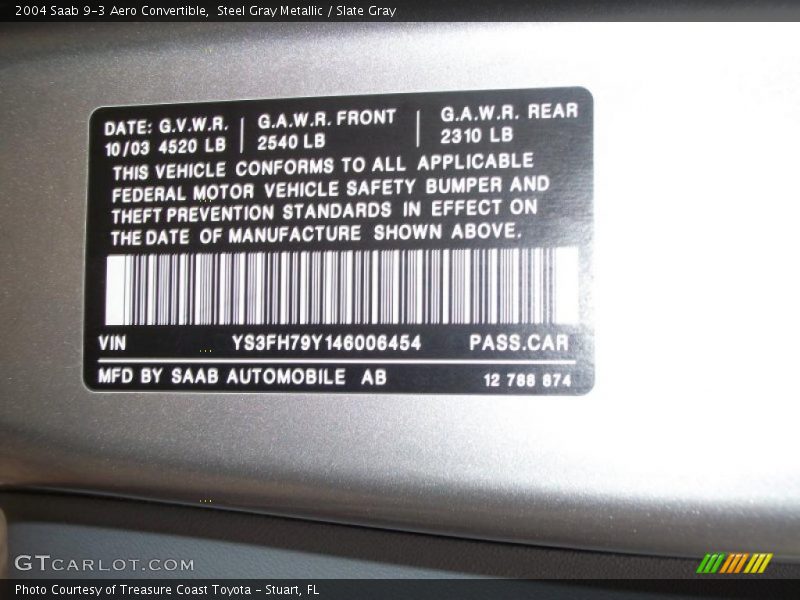 2004 Saab 9-3 Aero Convertible,  Steel Gray Metallic / Slate Gray
DATE: G.V.W.R. | G.A.W.R. FRONT | G.A.W.R. REAR
10/03 4520 LB | 2540 LB | 2310 LB
THIS VEHICLE CONFORMS TO ALL APPLICABLE
FEDERAL MOTOR VEHICLE SAFETY BUMPER AND
THEFT PREVENTION STANDARDS IN EFFECT ON
THE DATE OF MANUFACTURE SHOWN ABOVE.
VIN YS3FH79Y146006454 PASS.CAR
MFD BY SAAB AUTOMOBILE AB 12 788 874
GTCARLOT.COM
Photo Courtesy of Treasure Coast Toyota - Stuart, FL